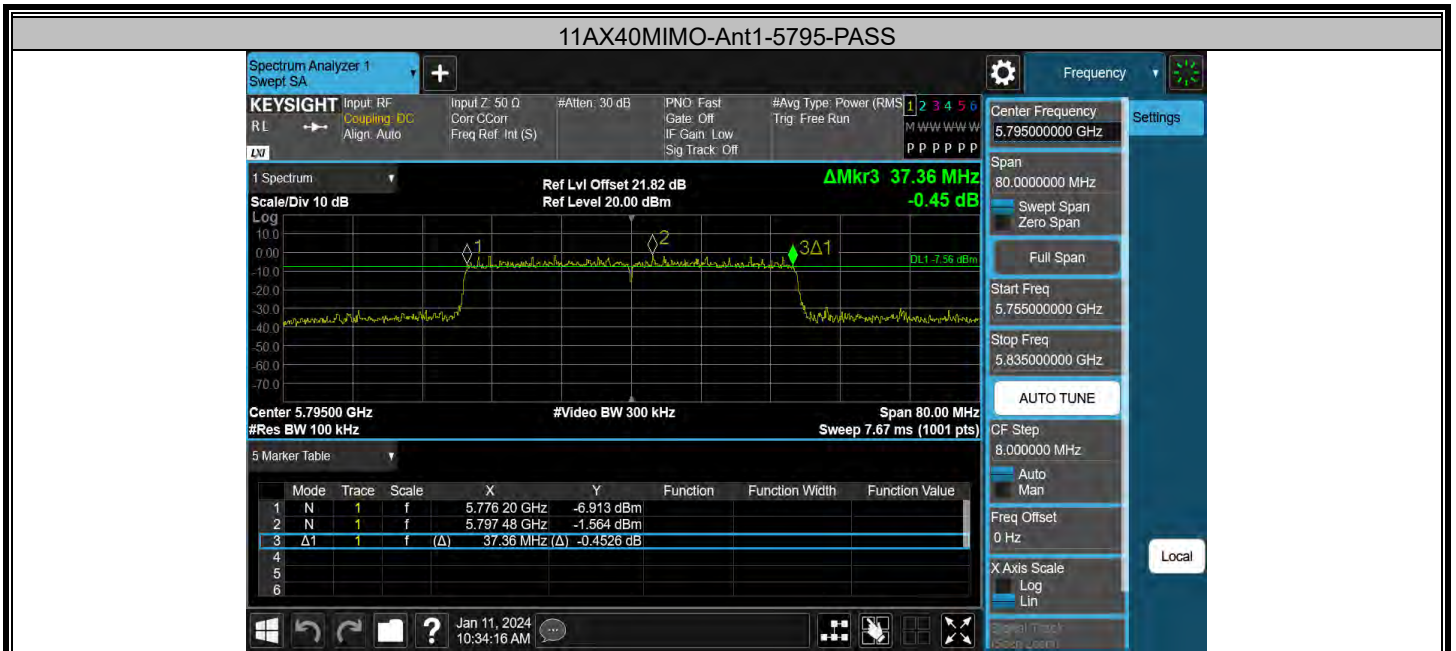 11AX40MIMO-Ant1-5795-PASS
Spectrum Analyzer 1
Swept SA
Frequency
KEYSIGHT
RL
LXI
Input: RF
Coupling: DC
Align: Auto
Input Z: 50 Ω
Corr CCorr
Freq Ref: Int (S)
#Atten: 30 dB
PNO: Fast
Gate: Off
IF Gain: Low
Sig Track: Off
#Avg Type: Power (RMS
Trig: Free Run
1 2 3 4 5 6
M W W W W W
P P P P P P
Center Frequency
5.795000000 GHz
Settings
Span
80.0000000 MHz
Swept Span
Zero Span
Full Span
Start Freq
5.755000000 GHz
Stop Freq
5.835000000 GHz
AUTO TUNE
CF Step
8.000000 MHz
Auto
Man
Freq Offset
0 Hz
X Axis Scale
Log
Lin
Signal Track
(Span Zoom)
Local
1 Spectrum
Scale/Div 10 dB
Ref Lvl Offset 21.82 dB
Ref Level 20.00 dBm
ΔMkr3 37.36 MHz
-0.45 dB
Log
10.0
0.00
-10.0
-20.0
-30.0
-40.0
-50.0
-60.0
-70.0
1
2
3Δ1
DL1 -7.56 dBm
Center 5.79500 GHz
#Video BW 300 kHz
Span 80.00 MHz
#Res BW 100 kHz
Sweep 7.67 ms (1001 pts)
5 Marker Table
Mode Trace Scale X Y Function Function Width Function Value
1 N 1 f 5.776 20 GHz -6.913 dBm
2 N 1 f 5.797 48 GHz -1.564 dBm
3 Δ1 1 f (Δ) 37.36 MHz (Δ) -0.4526 dB
4
5
6
Jan 11, 2024
10:34:16 AM